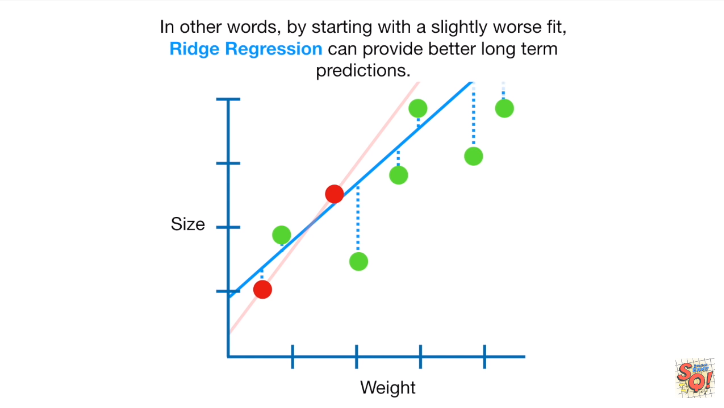 In other words, by starting with a slightly worse fit,
Ridge Regression can provide better long term
predictions.
Size
Weight
SQ!